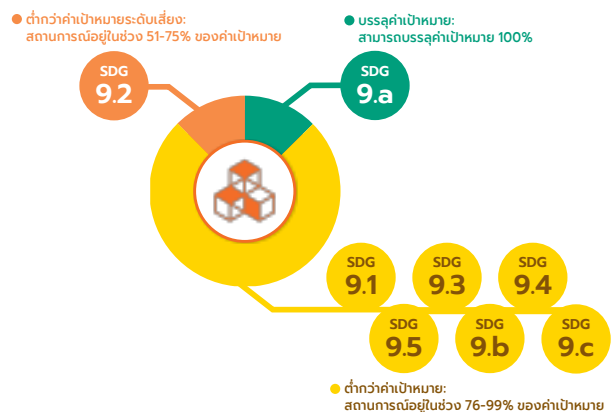 ต่ำกว่าค่าเป้าหมายระดับเสี่ยง:
สถานการณ์อยู่ในช่วง 51-75% ของค่าเป้าหมาย
บรรลุค่าเป้าหมาย:
สามารถบรรลุค่าเป้าหมาย 100%
SDG
9.2
SDG
9.a
SDG
9.1
SDG
9.3
SDG
9.4
SDG
9.5
SDG
9.b
SDG
9.c
ต่ำกว่าค่าเป้าหมาย:
สถานการณ์อยู่ในช่วง 76-99% ของค่าเป้าหมาย